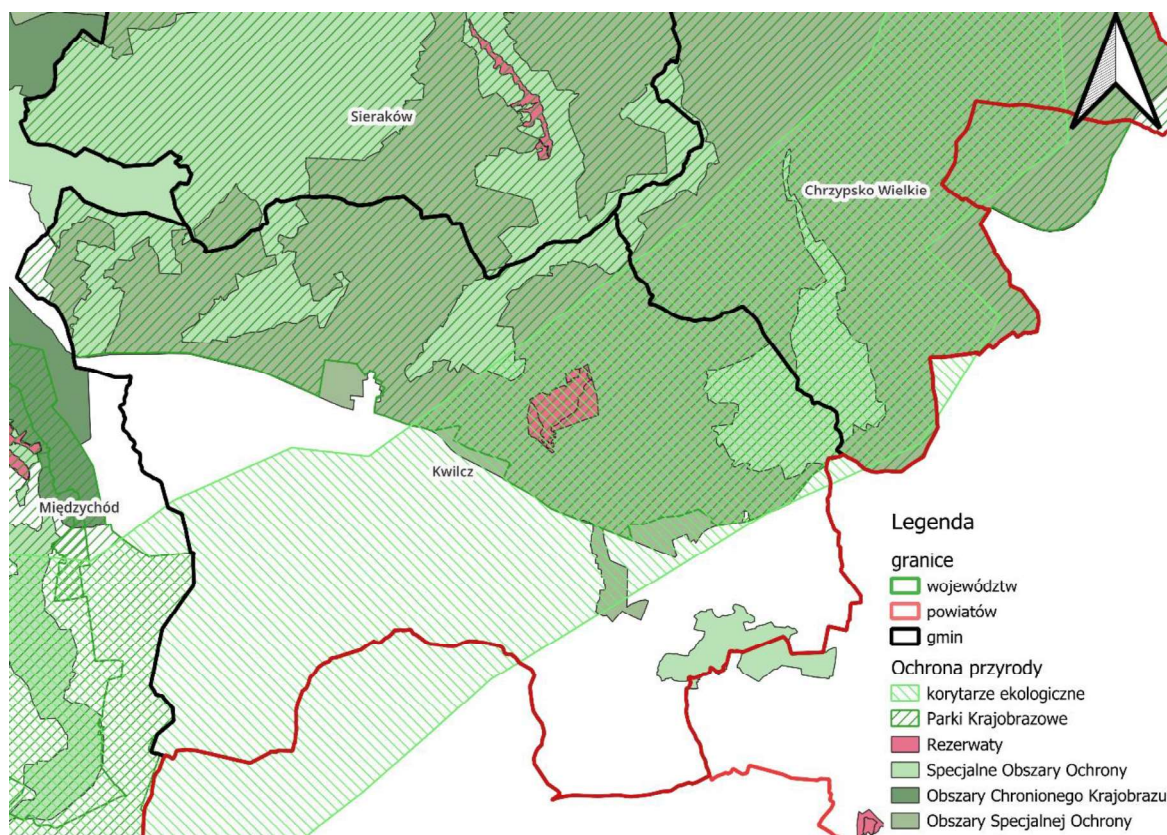 Sieraków
Chrzypsko Wielkie
Kwilcz
Międzychód
Legenda
granice
województw
powiatów
gmin
Ochrona przyrody
korytarze ekologiczne
Parki Krajobrazowe
Rezerwaty
Specjalne Obszary Ochrony
Obszary Chronionego Krajobrazu
Obszary Specjalnej Ochrony